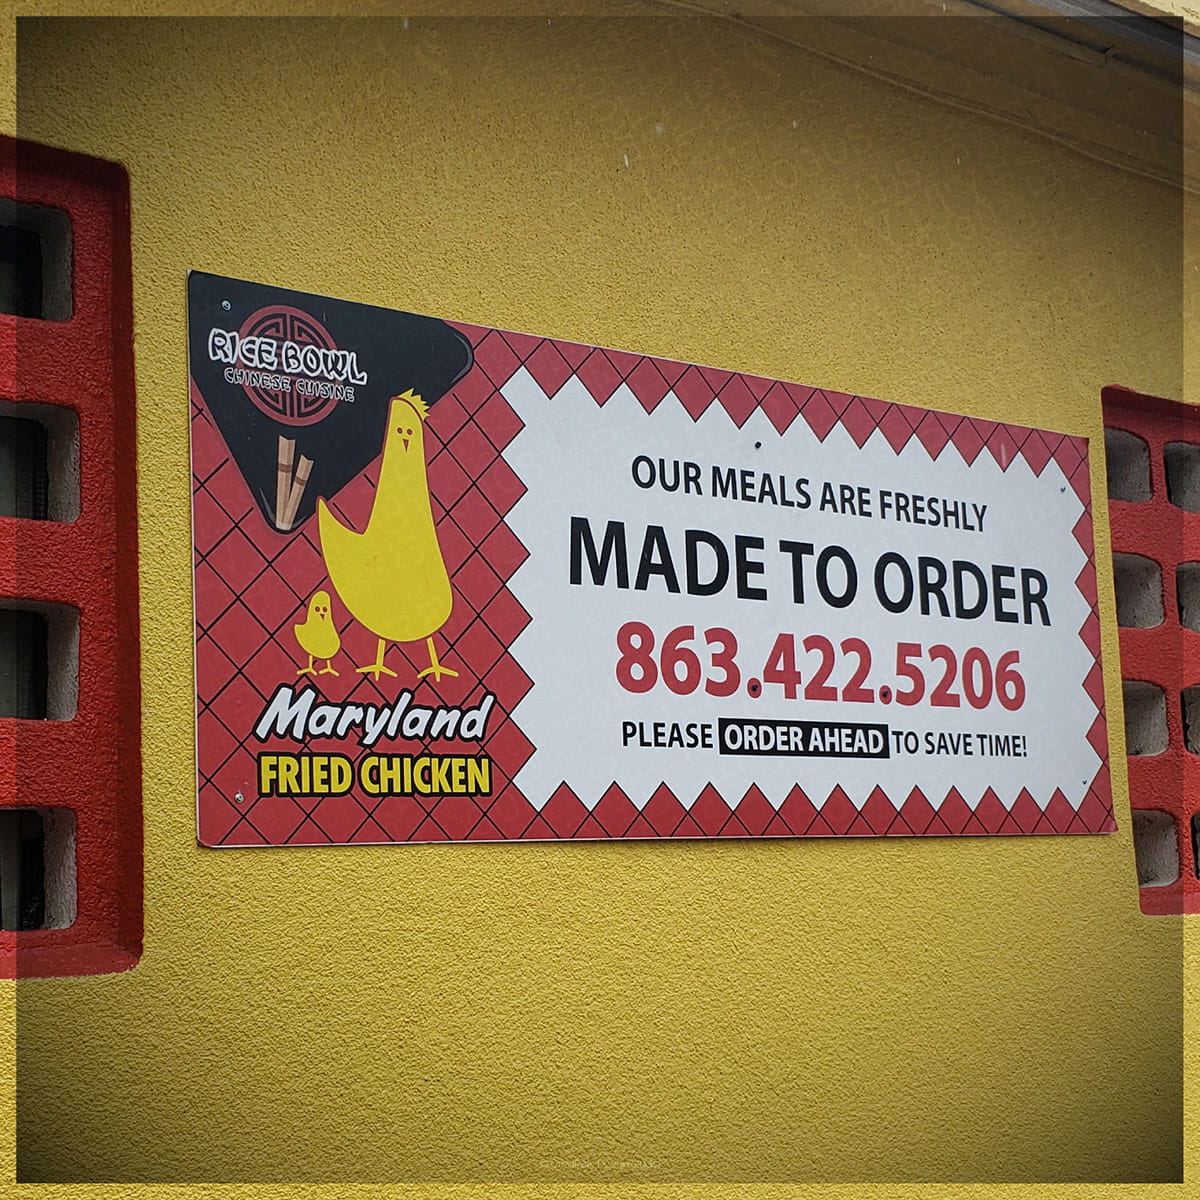 RICE BOWL
CHINESE CUISINE
Maryland
FRIED CHICKEN
OUR MEALS ARE FRESHLY
MADE TO ORDER
863.422.5206
PLEASE ORDER AHEAD TO SAVE TIME!